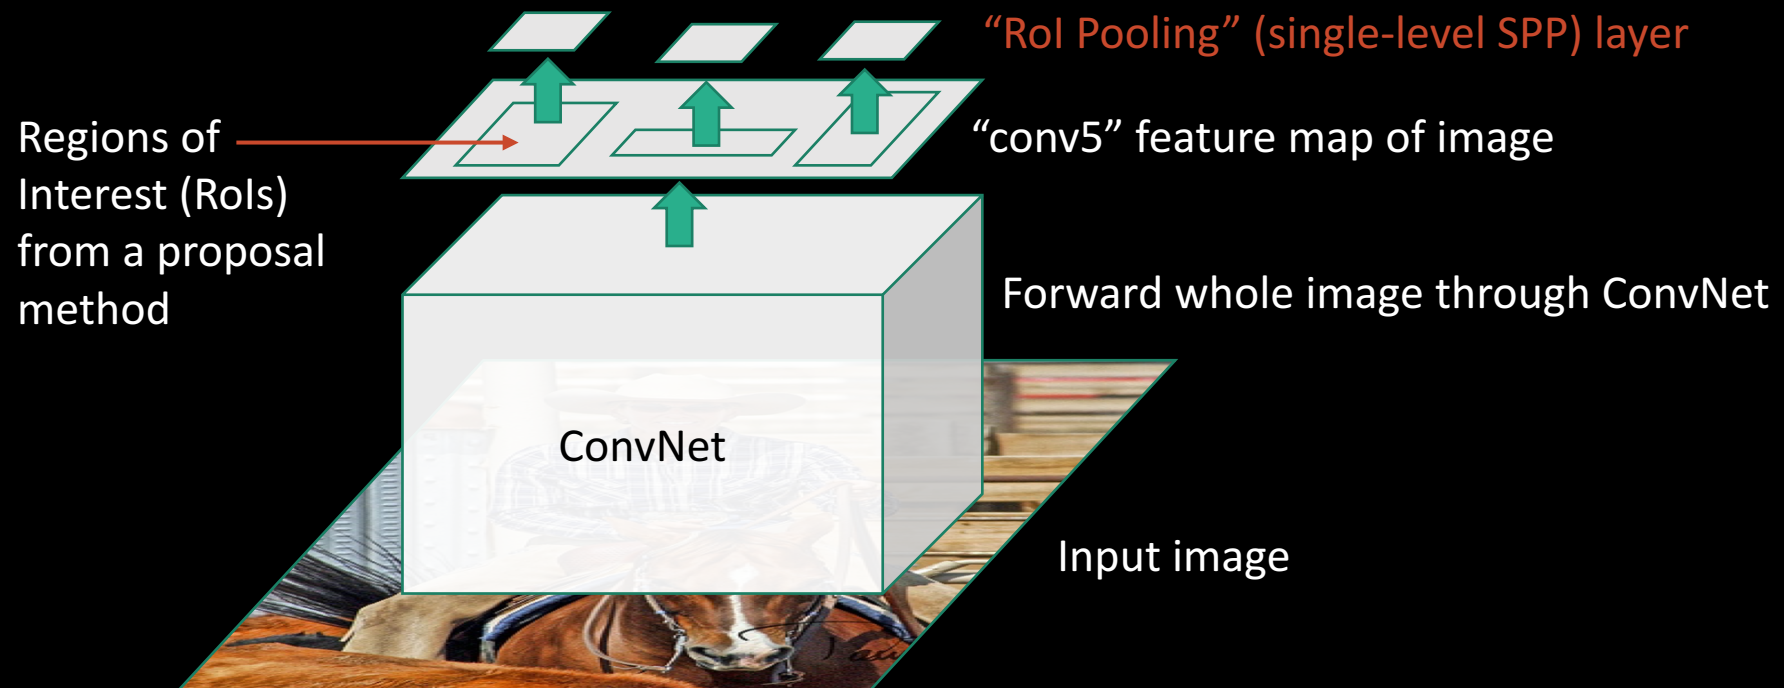 “RoI Pooling” (single-level SPP) layer
“conv5” feature map of image
Regions of
Interest (RoIs)
from a proposal
method
Forward whole image through ConvNet
ConvNet
Input image